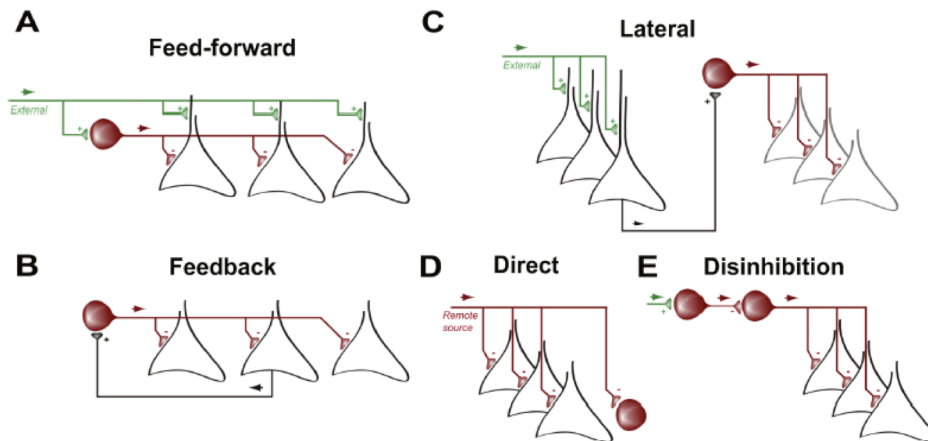 A
Feed-forward
External
+
+
+
+
-
-
-
B
Feedback
+
-
-
-
C
Lateral
External
+
+
+
+
-
-
-
D
Direct
Remote
source
-
-
-
-
E
Disinhibition
+
-
-
-
-